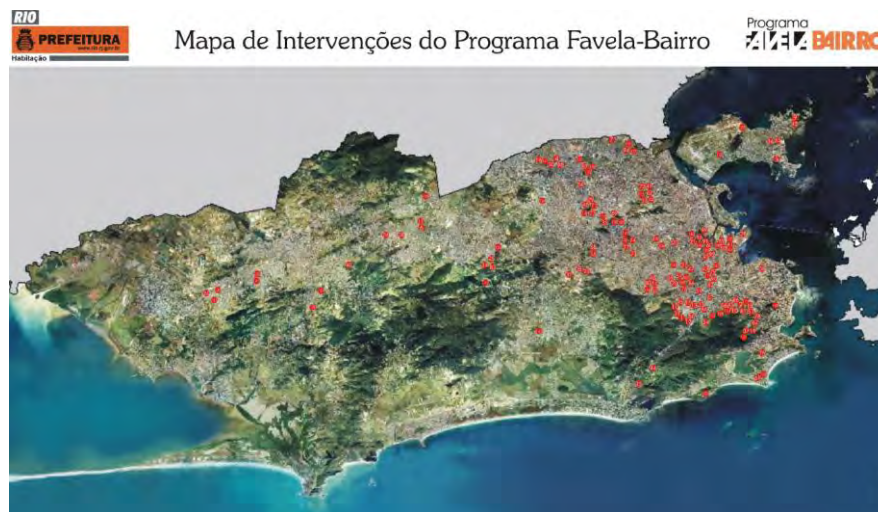 RIO
PREFEITURA
Habitação
Mapa de Intervenções do Programa Favela-Bairro
Programa
FAVELA BAIRRO